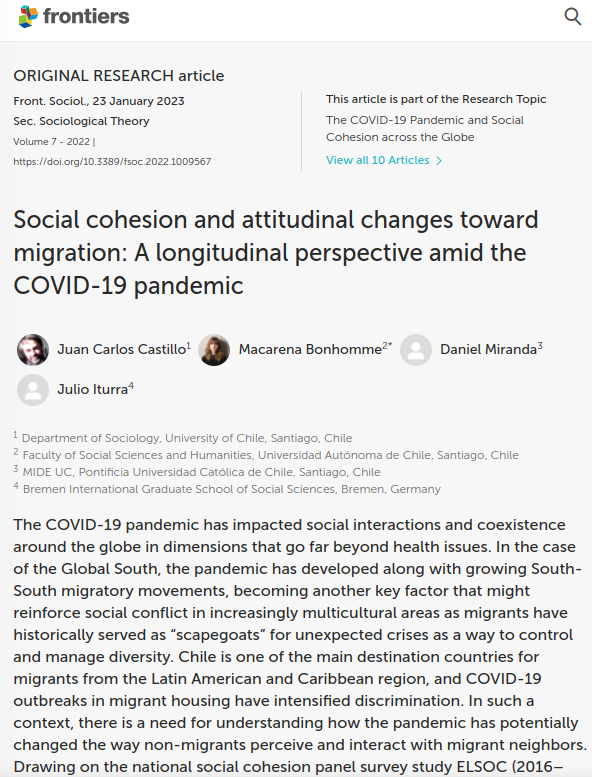 frontiers
ORIGINAL RESEARCH article
Front. Sociol., 23 January 2023
Sec. Sociological Theory
Volume 7 - 2022 |
https://doi.org/10.3389/fsoc.2022.1009567
This article is part of the Research Topic
The COVID-19 Pandemic and Social
Cohesion across the Globe
View all 10 Articles >
Social cohesion and attitudinal changes toward
migration: A longitudinal perspective amid the
COVID-19 pandemic
Juan Carlos Castillo1 Macarena Bonhomme2* Daniel Miranda3
Julio Iturra4
1 Department of Sociology, University of Chile, Santiago, Chile
2 Faculty of Social Sciences and Humanities, Universidad Autónoma de Chile, Santiago, Chile
3 MIDE UC, Pontificia Universidad Católica de Chile, Santiago, Chile
4 Bremen International Graduate School of Social Sciences, Bremen, Germany
The COVID-19 pandemic has impacted social interactions and coexistence
around the globe in dimensions that go far beyond health issues. In the case
of the Global South, the pandemic has developed along with growing South-
South migratory movements, becoming another key factor that might
reinforce social conflict in increasingly multicultural areas as migrants have
historically served as “scapegoats” for unexpected crises as a way to control
and manage diversity. Chile is one of the main destination countries for
migrants from the Latin American and Caribbean region, and COVID-19
outbreaks in migrant housing have intensified discrimination. In such a
context, there is a need for understanding how the pandemic has potentially
changed the way non-migrants perceive and interact with migrant neighbors.
Drawing on the national social cohesion panel survey study ELSOC (2016–